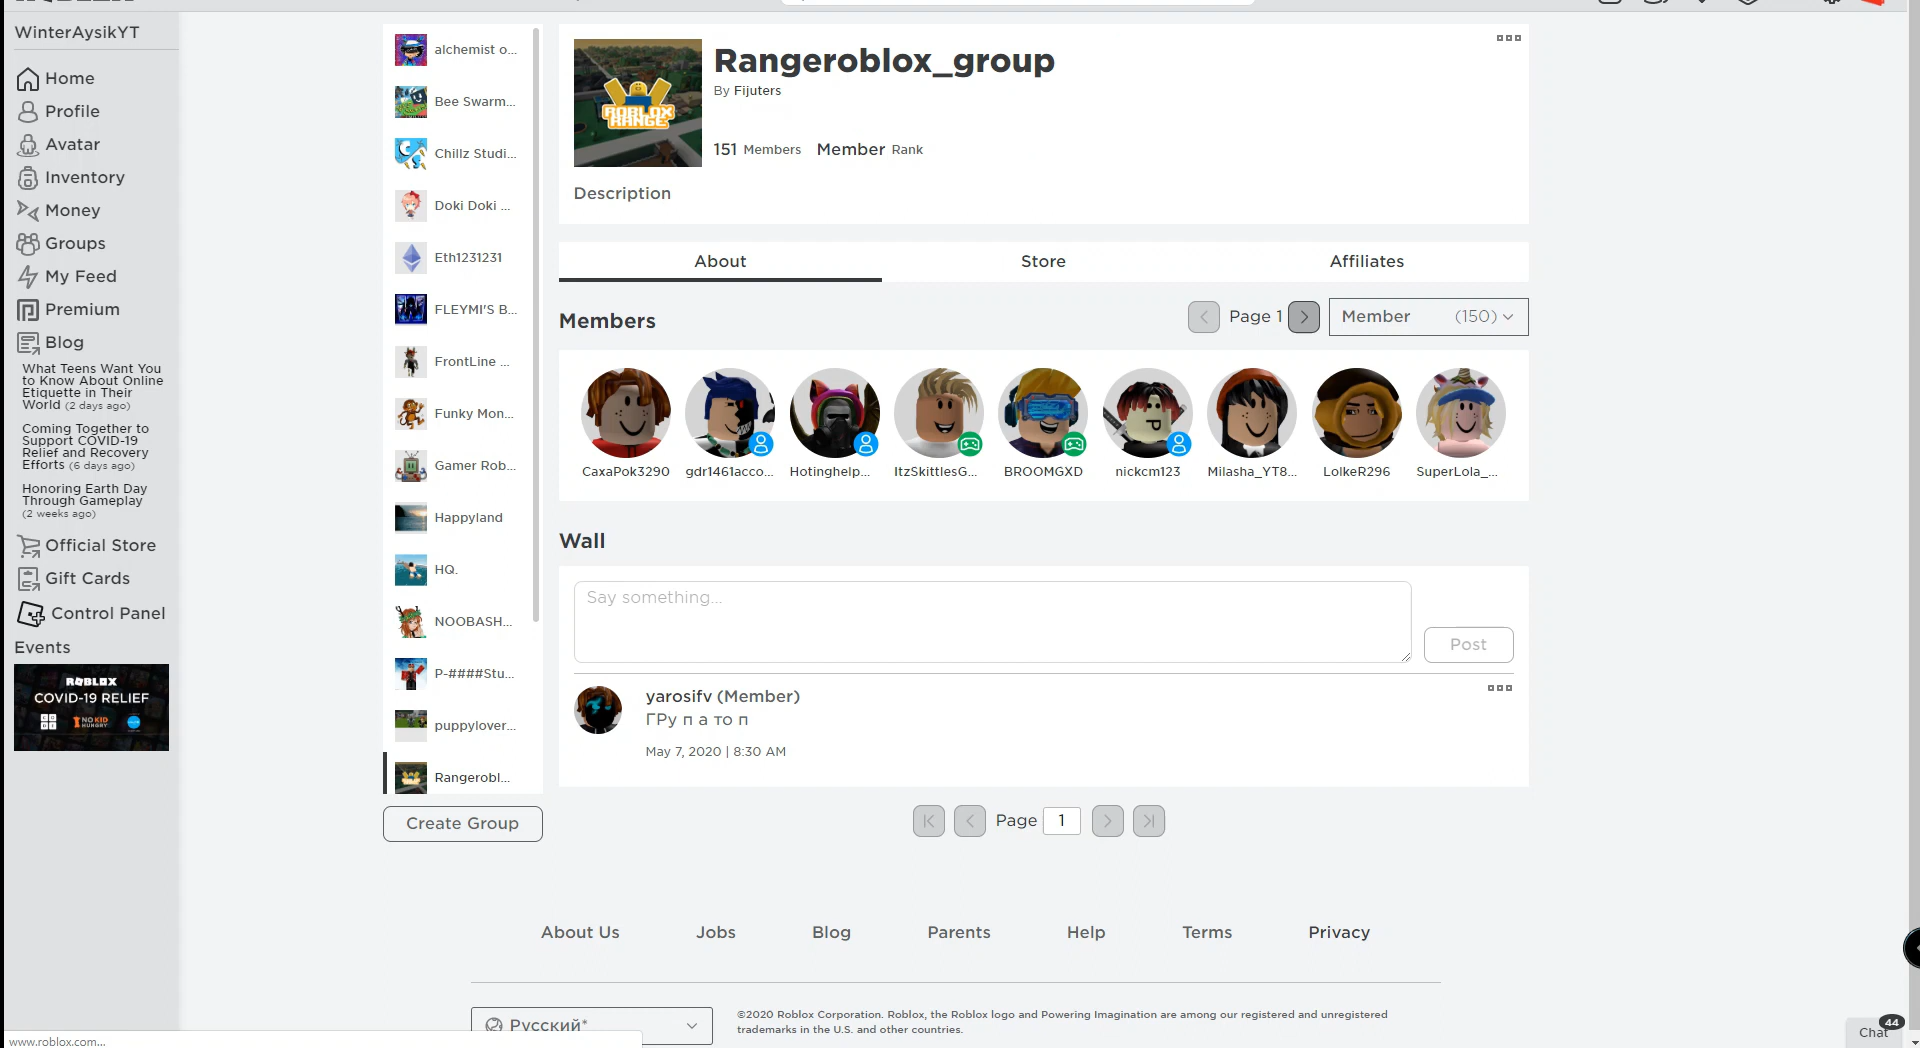 WinterAysikYT
Home
Profile
Avatar
Inventory
Money
Groups
My Feed
Premium
Blog
What Teens Want You
to Know About Online
Etiquette in Their
World (2 days ago)
Coming Together to
Support COVID-19
Relief and Recovery
Efforts (6 days ago)
Honoring Earth Day
Through Gameplay
(2 weeks ago)
Official Store
Gift Cards
Control Panel
Events
ROBLOX
COVID-19 RELIEF
NO KID
HUNGRY
alchemist o...
Bee Swarm...
Chillz Studi...
Doki Doki ...
Eth1231231
FLEYMI'S B...
FrontLine ...
Funky Mon...
Gamer Rob...
Happyland
HQ.
NOOBASH...
P-####Stu...
puppylover...
Rangerobl...
Create Group
ROBLOX
RANGE
Rangeroblox_group
By Fijuters
151 Members Member Rank
Description
About Store Affiliates
Members
Page 1
Member (150)
CaxaPok3290 gdr1461acco... Hotinghelp... ItzSkittlesG... BROOMGXD nickcm123 Milasha_YT8... LolkeR296 SuperLola_...
Wall
Say something...
Post
yarosifv (Member)
ГРу п а то п
May 7, 2020 | 8:30 AM
Page 1
About Us Jobs Blog Parents Help Terms Privacy
Русский*
©2020 Roblox Corporation. Roblox, the Roblox logo and Powering Imagination are among our registered and unregistered
trademarks in the U.S. and other countries.
www.roblox.com...
Chat 44